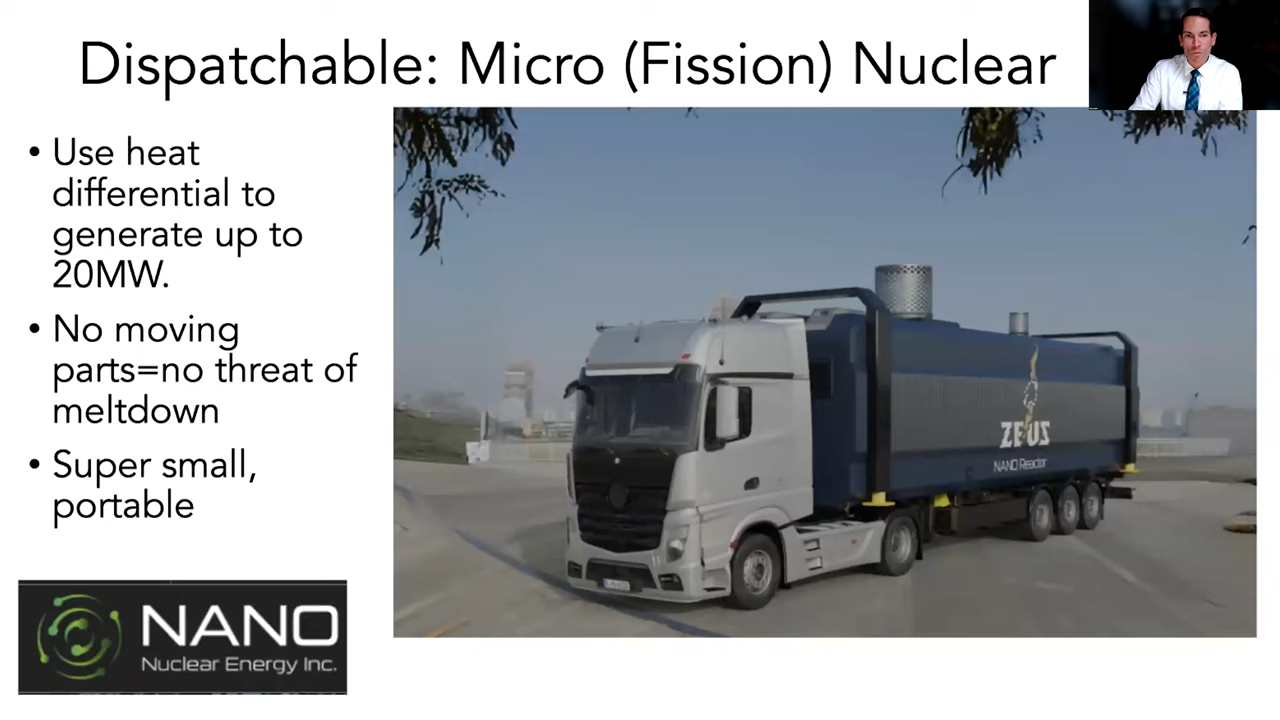 Dispatchable: Micro (Fission) Nuclear
• Use heat
differential to
generate up to
20MW.
• No moving
parts=no threat of
meltdown
• Super small,
portable
ZEUS
NANO Reactor
NANO
Nuclear Energy Inc.